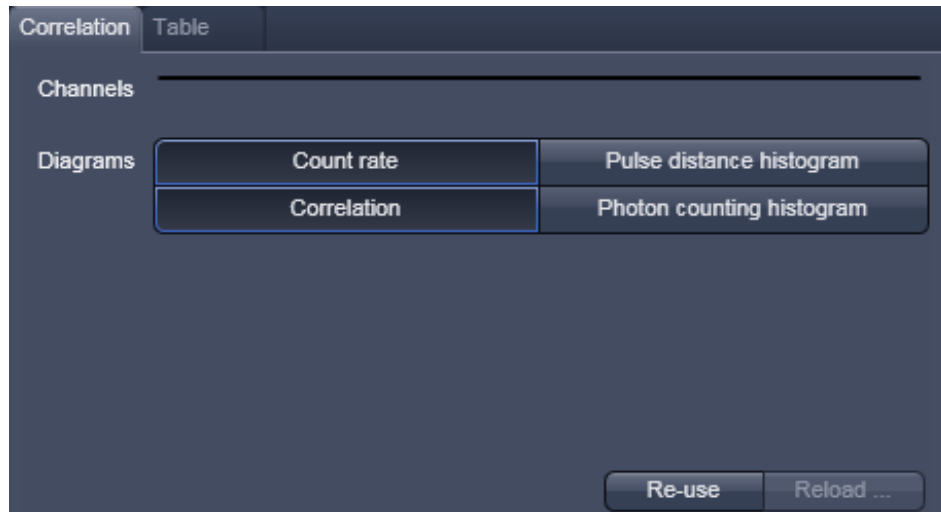 Correlation Table
Channels
Diagrams Count rate Pulse distance histogram
Correlation Photon counting histogram
Re-use Reload ...